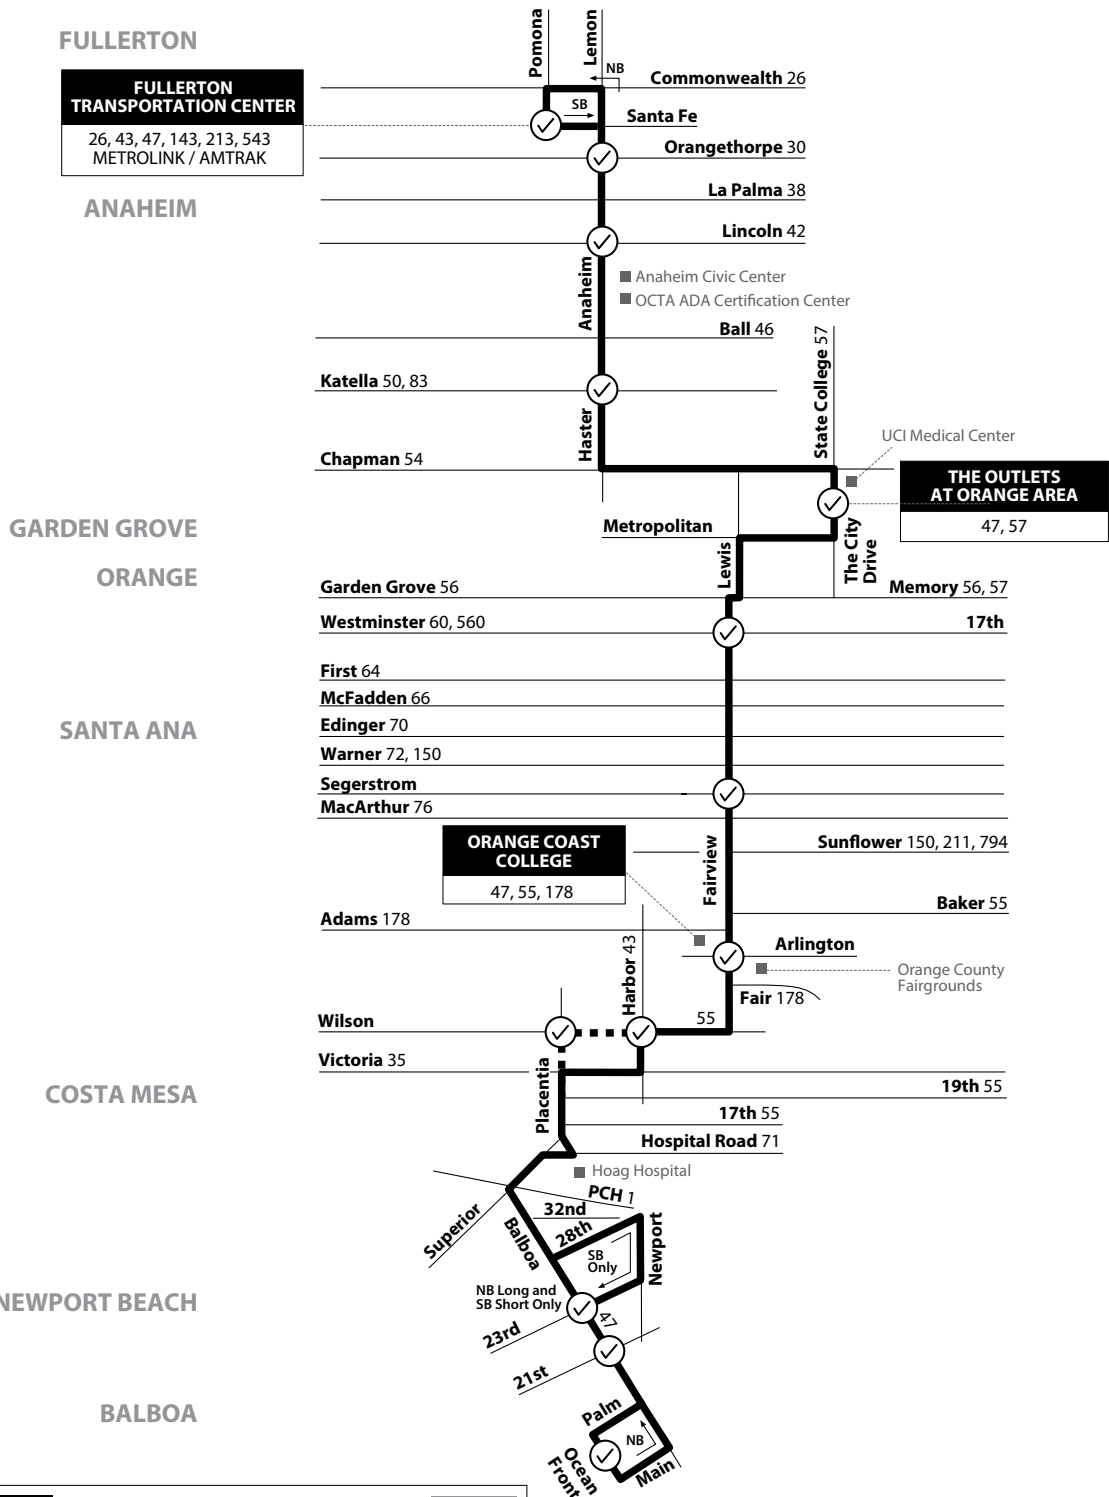 FULLERTON
Pomona
Lemon
NB
Commonwealth 26
FULLERTON
TRANSPORTATION CENTER
26, 43, 47, 143, 213, 543
METROLINK / AMTRAK
SB
Santa Fe
Orangethorpe 30
ANAHEIM
La Palma 38
Lincoln 42
Anaheim
Anaheim Civic Center
OCTA ADA Certification Center
Ball 46
State College 57
Katella 50, 83
Haster
UCI Medical Center
Chapman 54
THE OUTLETS
AT ORANGE AREA
47, 57
GARDEN GROVE
Metropolitan
The City
Drive
Lewis
ORANGE
Garden Grove 56
Memory 56, 57
Westminster 60, 560
17th
First 64
McFadden 66
SANTA ANA
Edinger 70
Warner 72, 150
Segerstrom
MacArthur 76
ORANGE COAST
COLLEGE
47, 55, 178
Fairview
Sunflower 150, 211, 794
Baker 55
Adams 178
Harbor 43
Arlington
Orange County
Fairgrounds
Fair 178
55
Wilson
Victoria 35
Placentia
COSTA MESA
19th 55
17th 55
Hospital Road 71
Hoag Hospital
PCH 1
32nd
Superior
Balboa
28th
Newport
SB
Only
NEWPORT BEACH
NB Long and
SB Short Only
47
23rd
21st
BALBOA
Palm
NB
Ocean
Front
Main